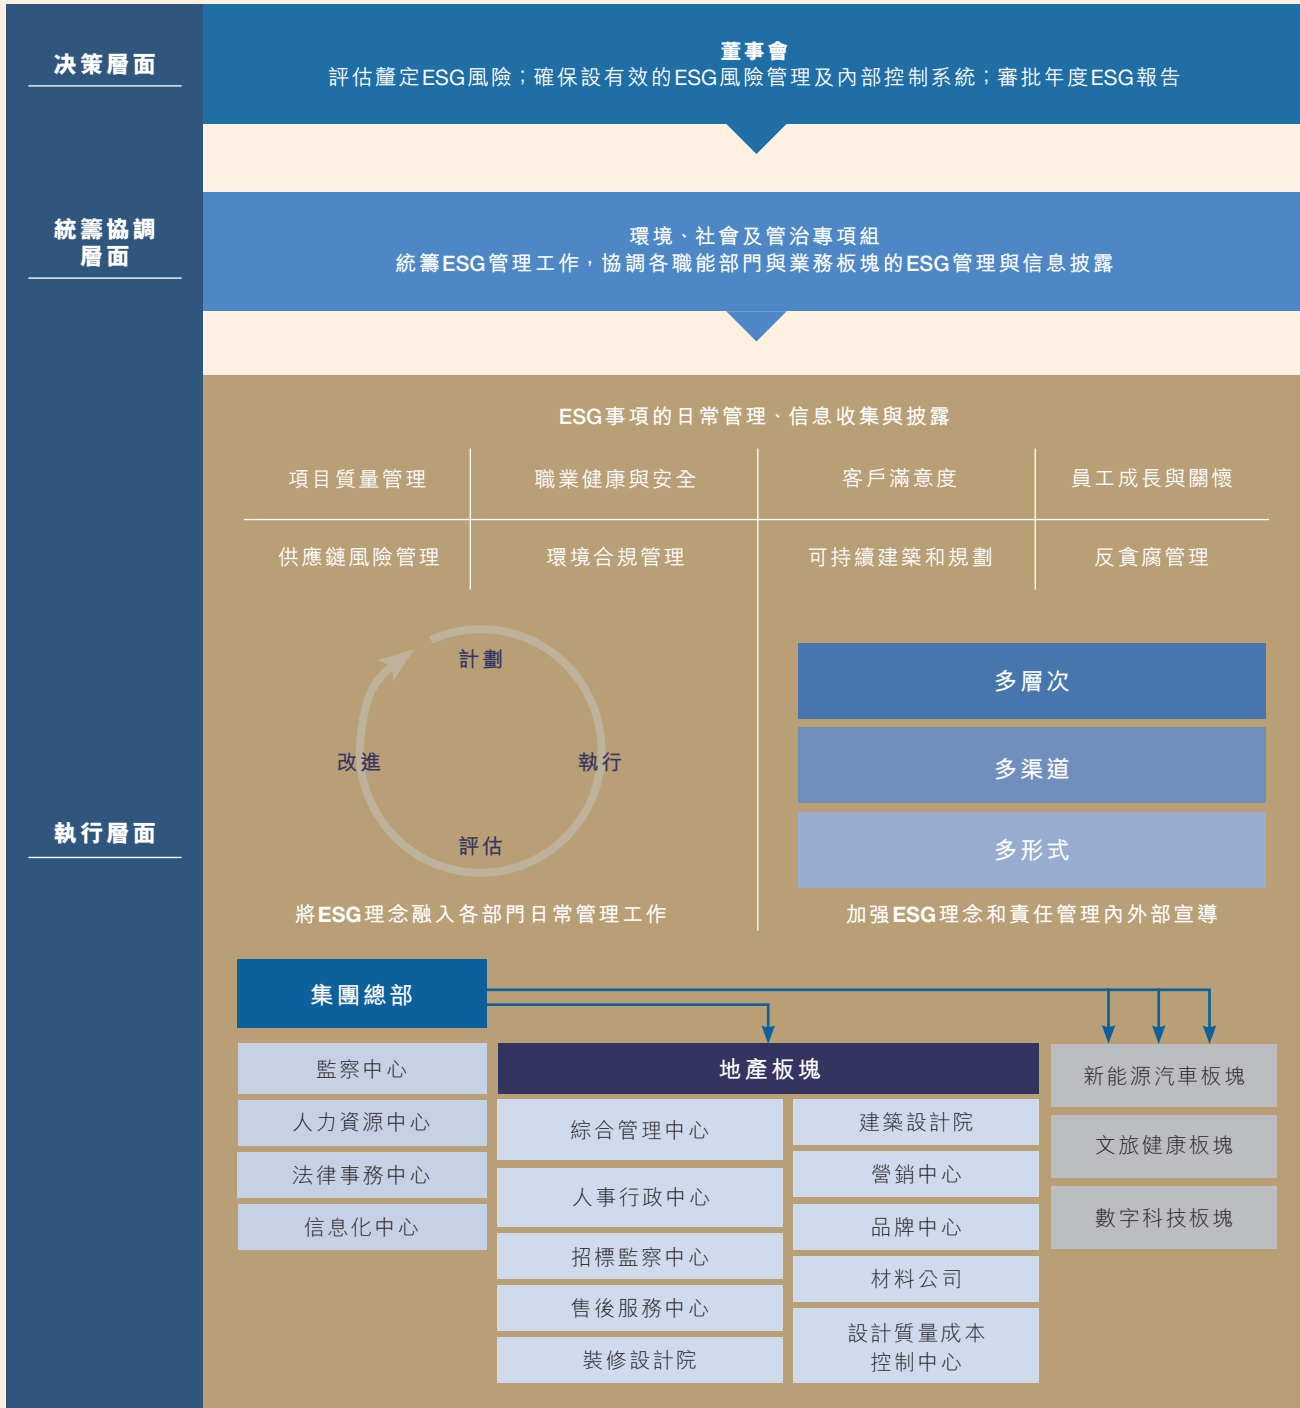 决策層面
董事會
評估釐定ESG風險；確保設有效的ESG風險管理及內部控制系統；審批年度ESG報告
統籌協調
層面
環境、社會及管治專項組
統籌ESG管理工作，協調各職能部門與業務板塊的ESG管理與信息披露
執行層面
ESG事項的日常管理、信息收集與披露
項目質量管理
職業健康與安全
客戶滿意度
員工成長與關懷
供應鏈風險管理
環境合規管理
可持續建築和規劃
反貪腐管理
計劃
執行
評估
改進
將ESG理念融入各部門日常管理工作
多層次
多渠道
多形式
加强ESG理念和責任管理內外部宣導
集團總部
監察中心
人力資源中心
法律事務中心
信息化中心
地產板塊
綜合管理中心
人事行政中心
招標監察中心
售後服務中心
裝修設計院
建築設計院
營銷中心
品牌中心
材料公司
設計質量成本
控制中心
新能源汽車板塊
文旅健康板塊
數字科技板塊